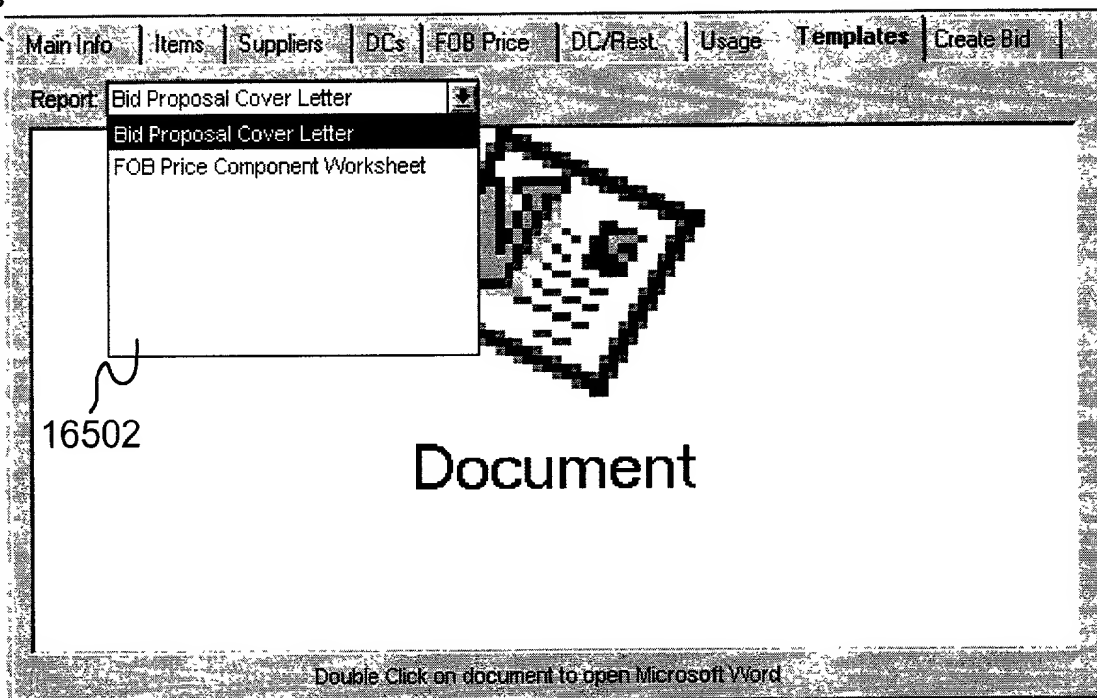 Main Info Items Suppliers DCs FOB Price DC/Rest. Usage Templates Create Bid
Report: Bid Proposal Cover Letter
Bid Proposal Cover Letter
FOB Price Component Worksheet
16502
Document
Double Click on document to open Microsoft Word